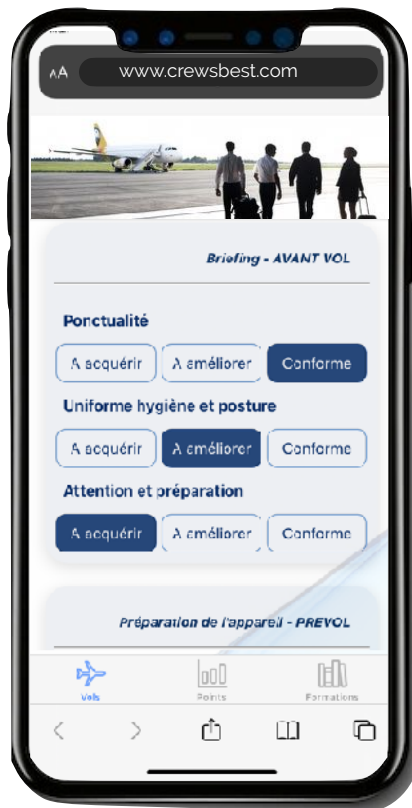 AA www.crewsbest.com
Briefing - AVANT VOL
Ponctualité
A acquérir A améliorer Conforme
Uniforme hygiène et posture
A acquérir A améliorer Conforme
Attention et préparation
A acquérir A améliorer Conforme
Préparation de l'appareil - PREVOL
Vols Points Formations